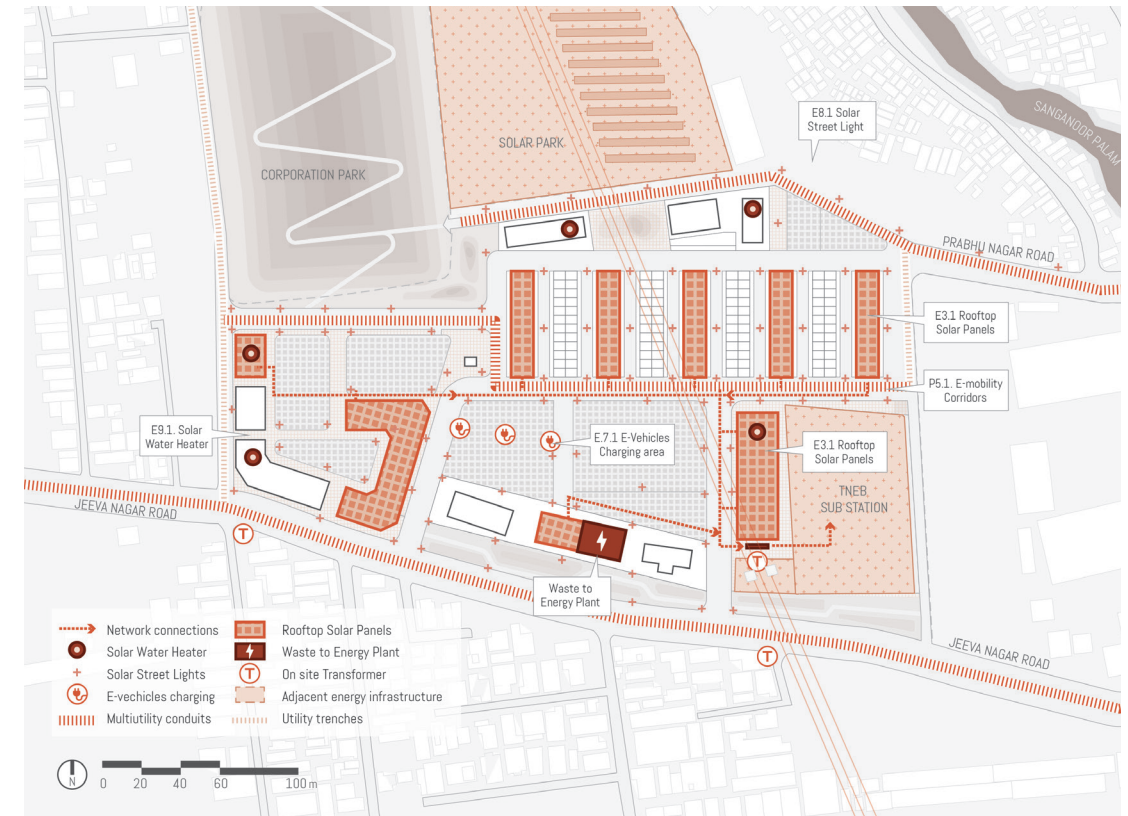 E8.1 Solar
Street Light
SANGANOOR PALAM
SOLAR PARK
CORPORATION PARK
PRABHU NAGAR ROAD
E3.1 Rooftop
Solar Panels
P5.1. E-mobility
Corridors
E9.1. Solar
Water Heater
E.7.1 E-Vehicles
Charging area
E3.1 Rooftop
Solar Panels
TNEB,
SUB STATION
JEEVA NAGAR ROAD
T
T
Waste to
Energy Plant
T
JEEVA NAGAR ROAD
Network connections
Rooftop Solar Panels
Solar Water Heater
Waste to Energy Plant
Solar Street Lights
T
On site Transformer
E-vechicles charging
Adjacent energy infrastructure
Multiutility conduits
Utility trenches
N
0 20 40 60 100 m